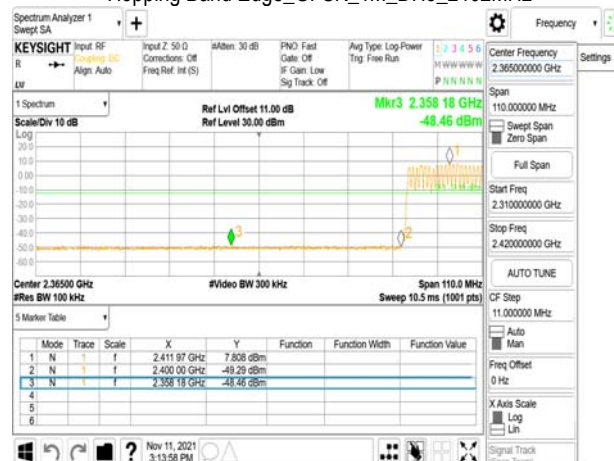 Hopping Band Edge_GFSK_1M_DH5_2402MHz
Spectrum Analyzer 1
Swept SA
Frequency
Settings
KEYSIGHT
Input: RF
Coupling: DC
Align: Auto
Input Z: 50 Ω
Corrections: Off
Freq Ref: Int (S)
#Atten: 30 dB
PNO: Fast
Gate: Off
IF Gain: Low
Sig Track: Off
Avg Type: Log-Power
Trig: Free Run
1 2 3 4 5 6
M W W W W W
P N N N N N
R
LW
1 Spectrum
Scale/Div 10 dB
Ref Lvl Offset 11.00 dB
Ref Level 30.00 dBm
Mkr3 2.358 18 GHz
-48.46 dBm
Log
20.0
10.0
0.00
-10.0
-20.0
-30.0
-40.0
-50.0
-60.0
1
2
3
Center 2.36500 GHz
#Res BW 100 kHz
#Video BW 300 kHz
Span 110.0 MHz
Sweep 10.5 ms (1001 pts)
5 Marker Table
Mode Trace Scale X Y Function Function Width Function Value
1 N 1 f 2.411 97 GHz 7.808 dBm
2 N 1 f 2.400 00 GHz -49.29 dBm
3 N 1 f 2.358 18 GHz -48.46 dBm
4
5
6
Nov 11, 2021
3:13:58 PM
?
Center Frequency
2.365000000 GHz
Span
110.000000 MHz
Swept Span
Zero Span
Full Span
Start Freq
2.310000000 GHz
Stop Freq
2.420000000 GHz
AUTO TUNE
CF Step
11.000000 MHz
Auto
Man
Freq Offset
0 Hz
X Axis Scale
Log
Lin
Signal Track
(Span Zoom)